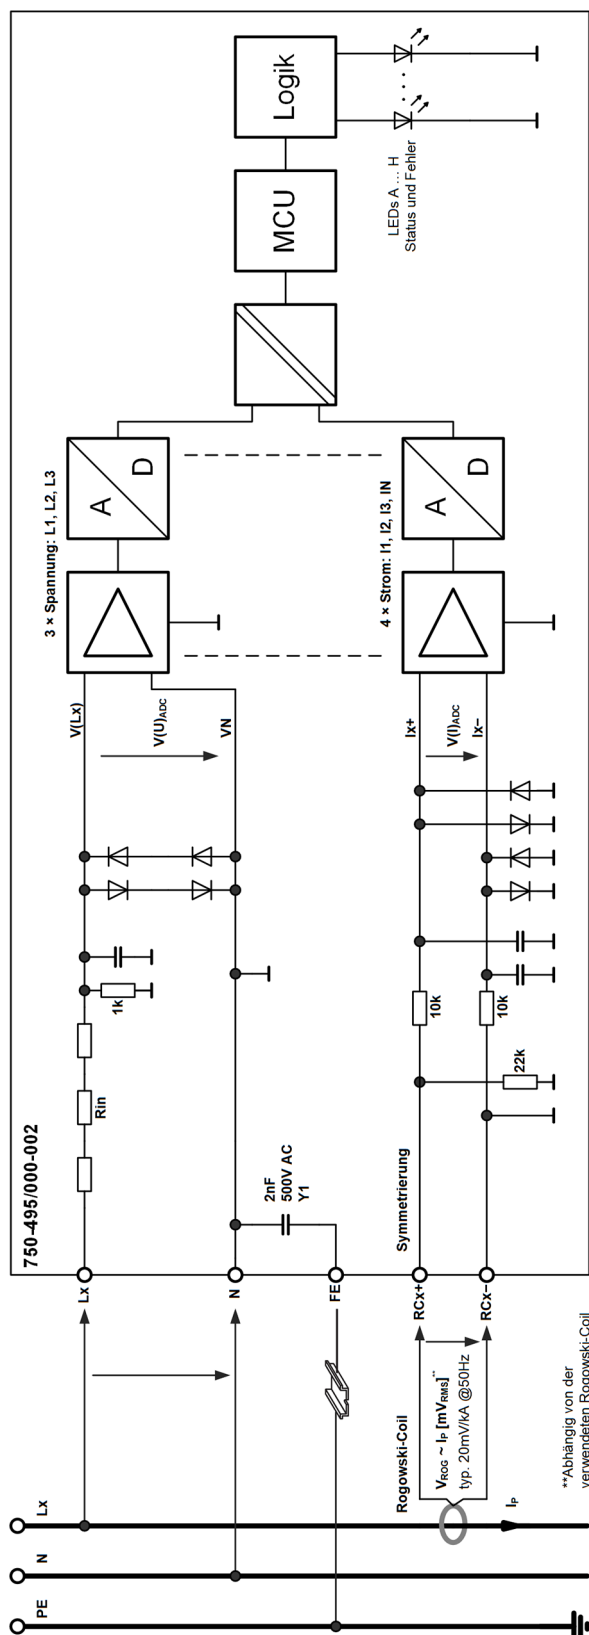 PE
N
Lx
IP
Rogowski-Coil
VROG ~ IP [mVRMS]**
typ. 20mV/kA @50Hz
**Abhängig von der
verwendeten Rogowski-Coil
Lx
N
FE
RCx+
RCx–
750-495/000-002
Rin
1k
2nF
500V AC
Y1
Symmetrierung
22k
10k
10k
V(Lx)
V(U)ADC
VN
Ix+
V(I)ADC
Ix–
3 × Spannung: L1, L2, L3
4 × Strom: I1, I2, I3, IN
A
D
A
D
MCU
Logik
LEDs A ... H
Status und Fehler